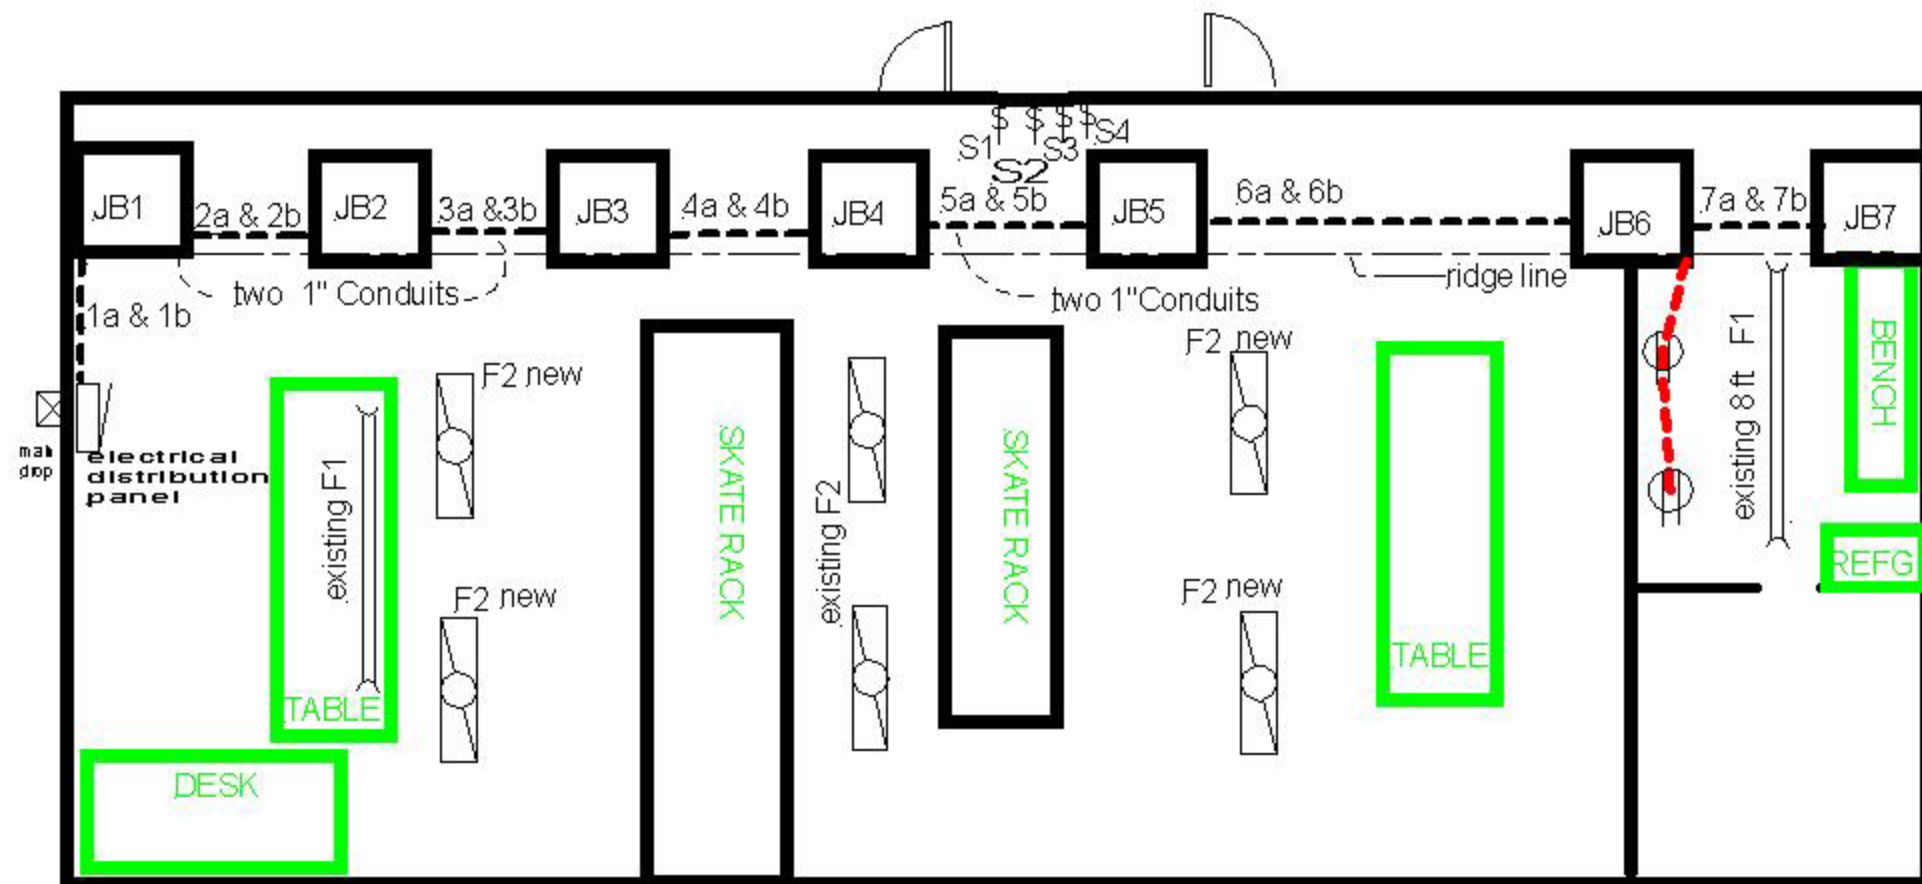 S1
S2
S3
S4
JB1
2a & 2b
JB2
3a &3b
JB3
4a & 4b
JB4
5a & 5b
JB5
6a & 6b
JB6
7a & 7b
JB7
two 1" Conduits
two 1"Conduits
ridge line
1a & 1b
main
drop
electrical
distribution
panel
existing F1
TABLE
DESK
F2 new
F2 new
SKATE RACK
existing F2
SKATE RACK
F2 new
F2 new
TABLE
existing 8ft F1
BENCH
REFG